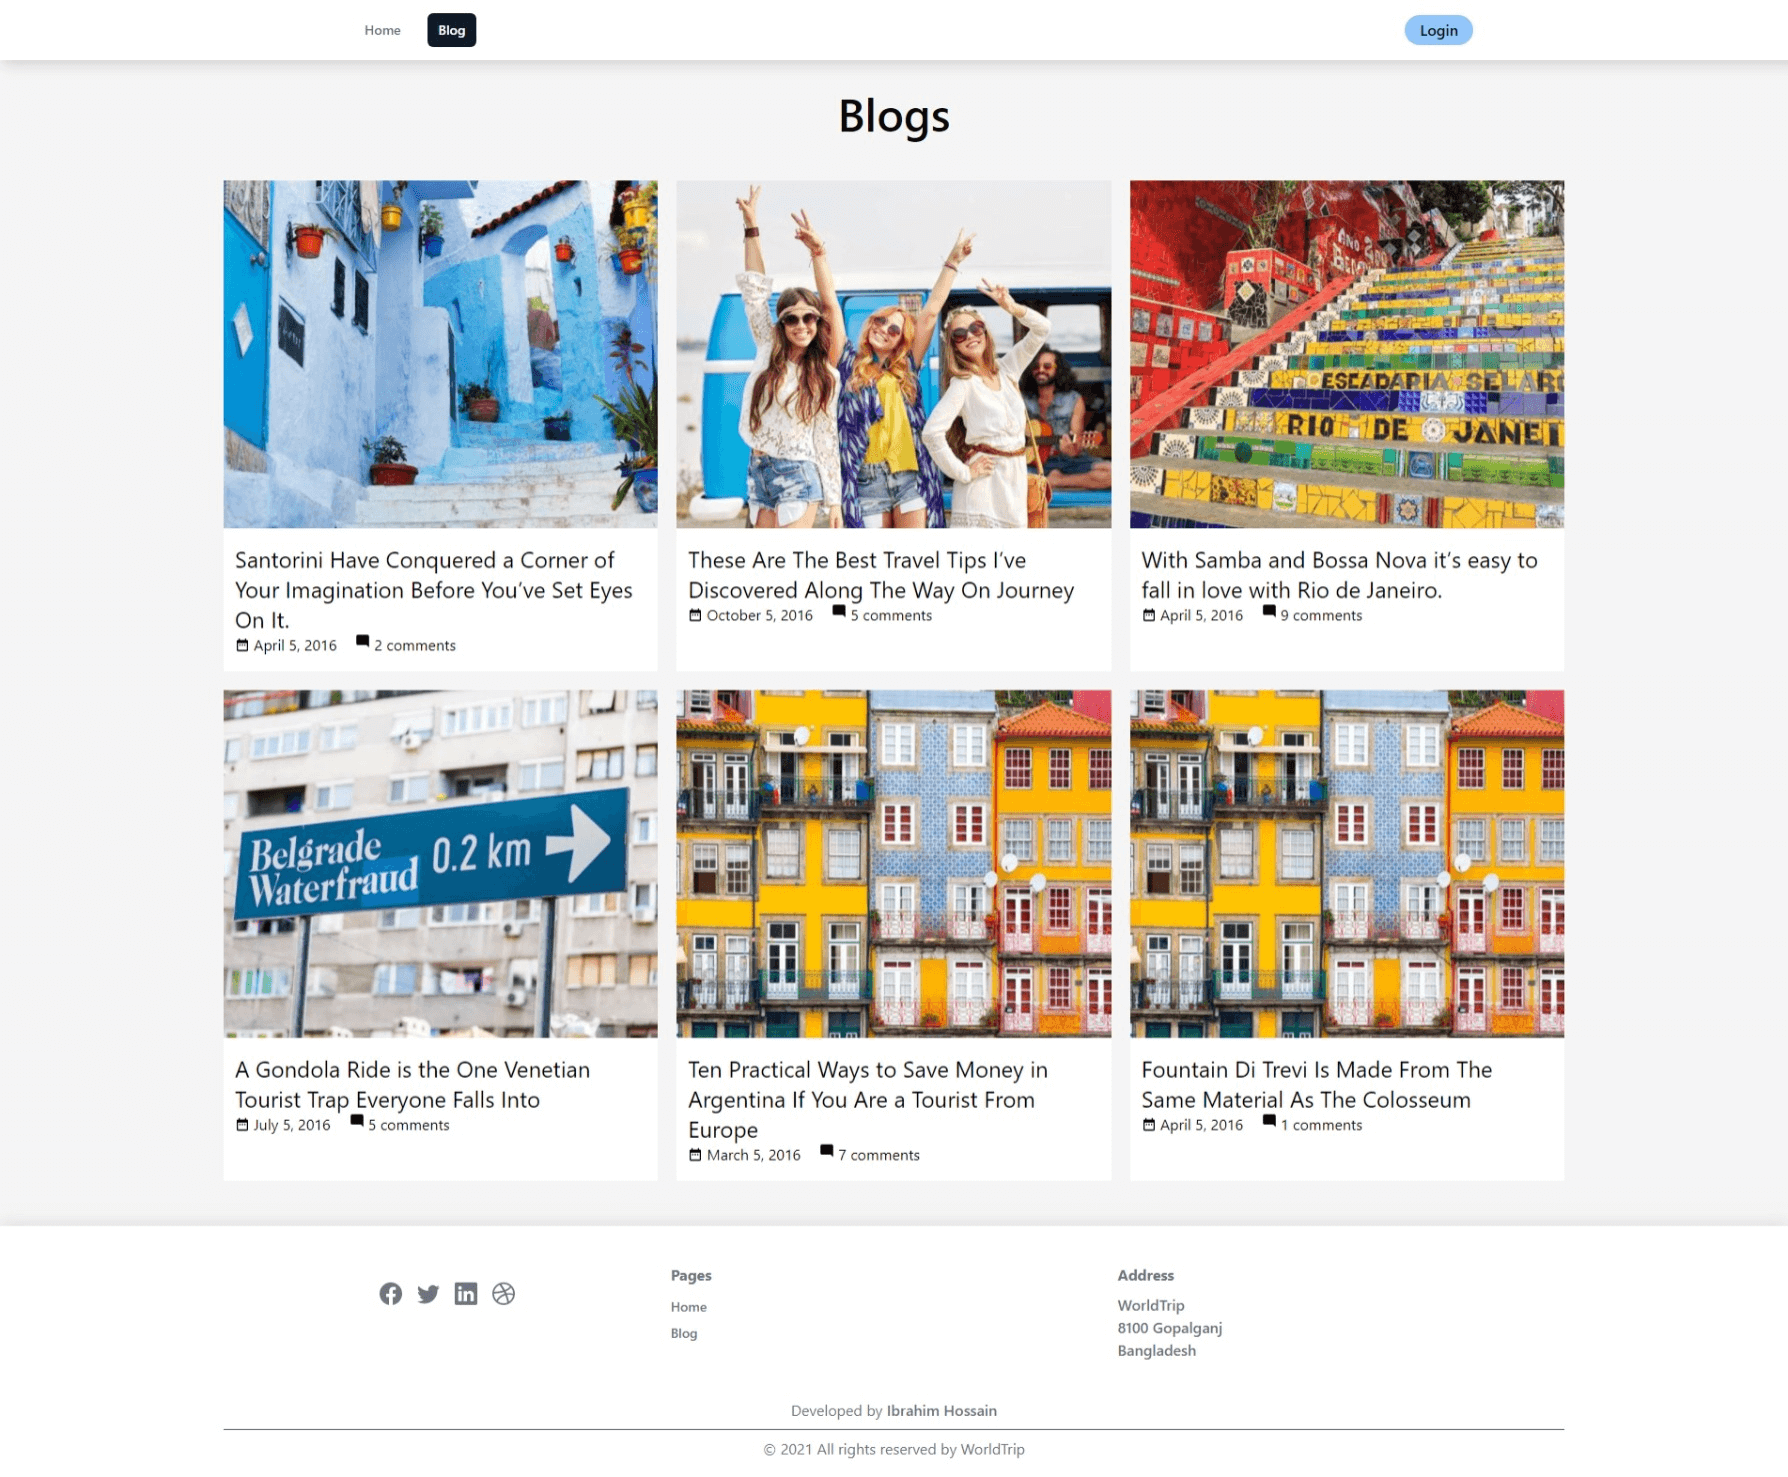 Home
Blog
Login
Blogs
ANO S
ESCADARIA SELARO
RIO DE JANEI
Santorini Have Conquered a Corner of
Your Imagination Before You’ve Set Eyes
On It.
April 5, 2016
2 comments
These Are The Best Travel Tips I’ve
Discovered Along The Way On Journey
October 5, 2016
5 comments
With Samba and Bossa Nova it’s easy to
fall in love with Rio de Janeiro.
April 5, 2016
9 comments
Belgrade
Waterfraud
0.2 km
A Gondola Ride is the One Venetian
Tourist Trap Everyone Falls Into
July 5, 2016
5 comments
Ten Practical Ways to Save Money in
Argentina If You Are a Tourist From
Europe
March 5, 2016
7 comments
Fountain Di Trevi Is Made From The
Same Material As The Colosseum
April 5, 2016
1 comments
Pages
Home
Blog
Address
WorldTrip
8100 Gopalganj
Bangladesh
Developed by Ibrahim Hossain
© 2021 All rights reserved by WorldTrip